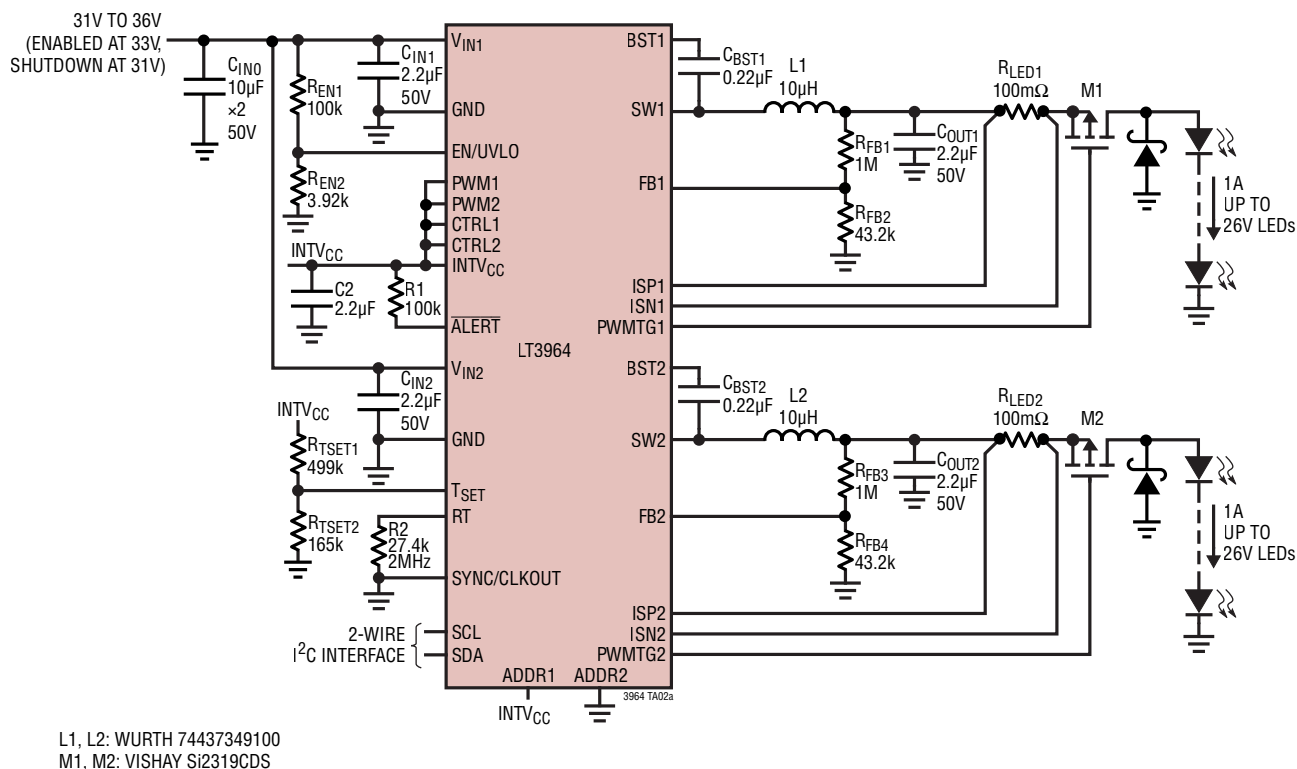 31V TO 36V
(ENABLED AT 33V,
SHUTDOWN AT 31V)
CIN0
10µF
×2
50V
REN1
100k
REN2
3.92k
CIN1
2.2µF
50V
VIN1
GND
EN/UVLO
PWM1
PWM2
CTRL1
CTRL2
INTVCC
INTVCC
C2
2.2µF
R1
100k
ALERT
LT3964
VIN2
CIN2
2.2µF
50V
GND
INTVCC
RTSET1
499k
TSET
RTSET2
165k
RT
R2
27.4k
2MHz
SYNC/CLKOUT
2-WIRE
I2C INTERFACE
SCL
SDA
ADDR1
ADDR2
INTVCC
3964 TA02a
BST1
CBST1
0.22µF
SW1
L1
10µH
RFB1
1M
COUT1
2.2µF
50V
RLED1
100mΩ
M1
FB1
RFB2
43.2k
1A
UP TO
26V LEDs
ISP1
ISN1
PWMTG1
BST2
CBST2
0.22µF
SW2
L2
10µH
RFB3
1M
COUT2
2.2µF
50V
RLED2
100mΩ
M2
FB2
RFB4
43.2k
1A
UP TO
26V LEDs
ISP2
ISN2
PWMTG2
L1, L2: WURTH 74437349100
M1, M2: VISHAY Si2319CDS